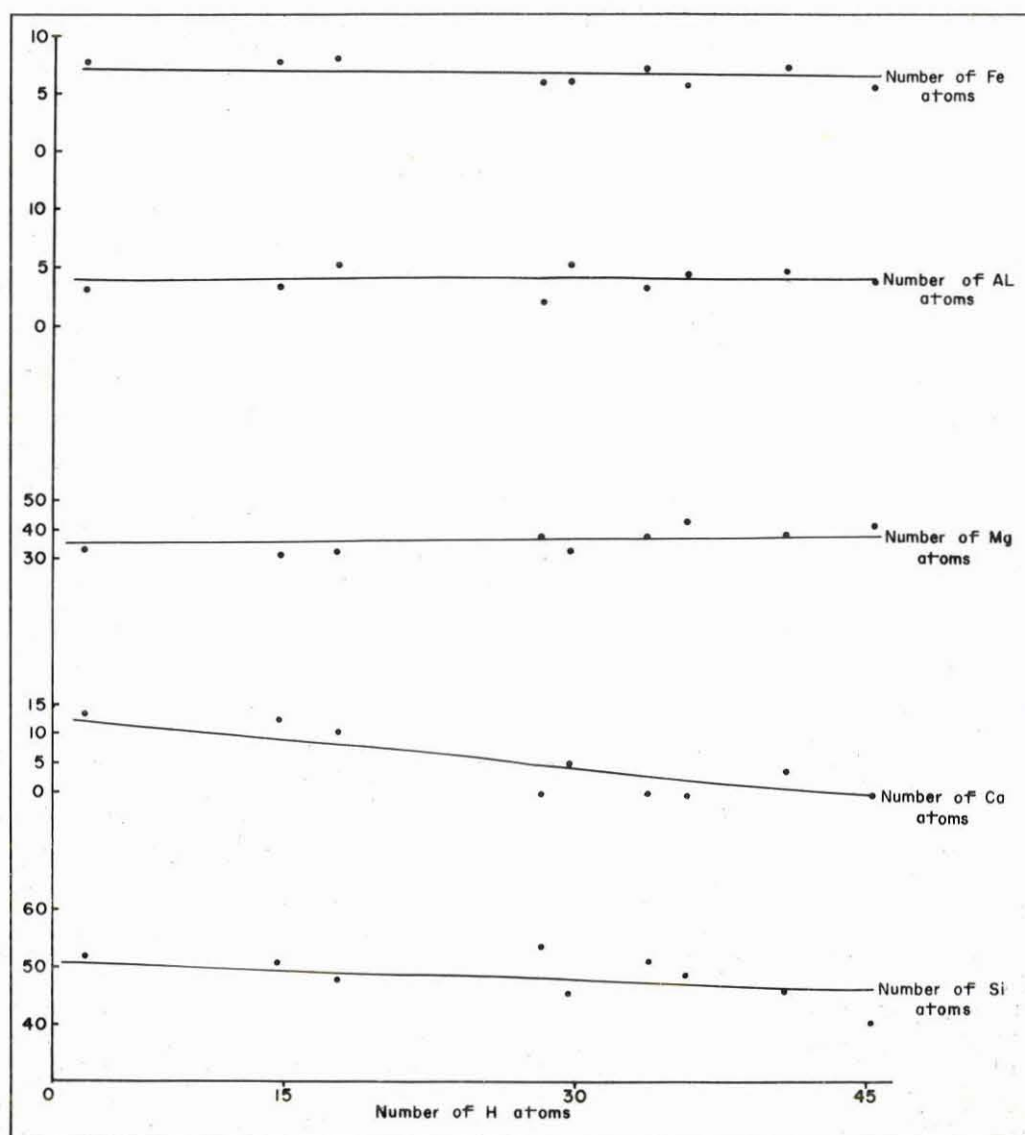 10
5
0
Number of Fe
atoms
10
5
0
Number of AL
atoms
50
40
30
Number of Mg
atoms
15
10
5
0
Number of Ca
atoms
60
50
40
Number of Si
atoms
0 15 30 45
Number of H atoms